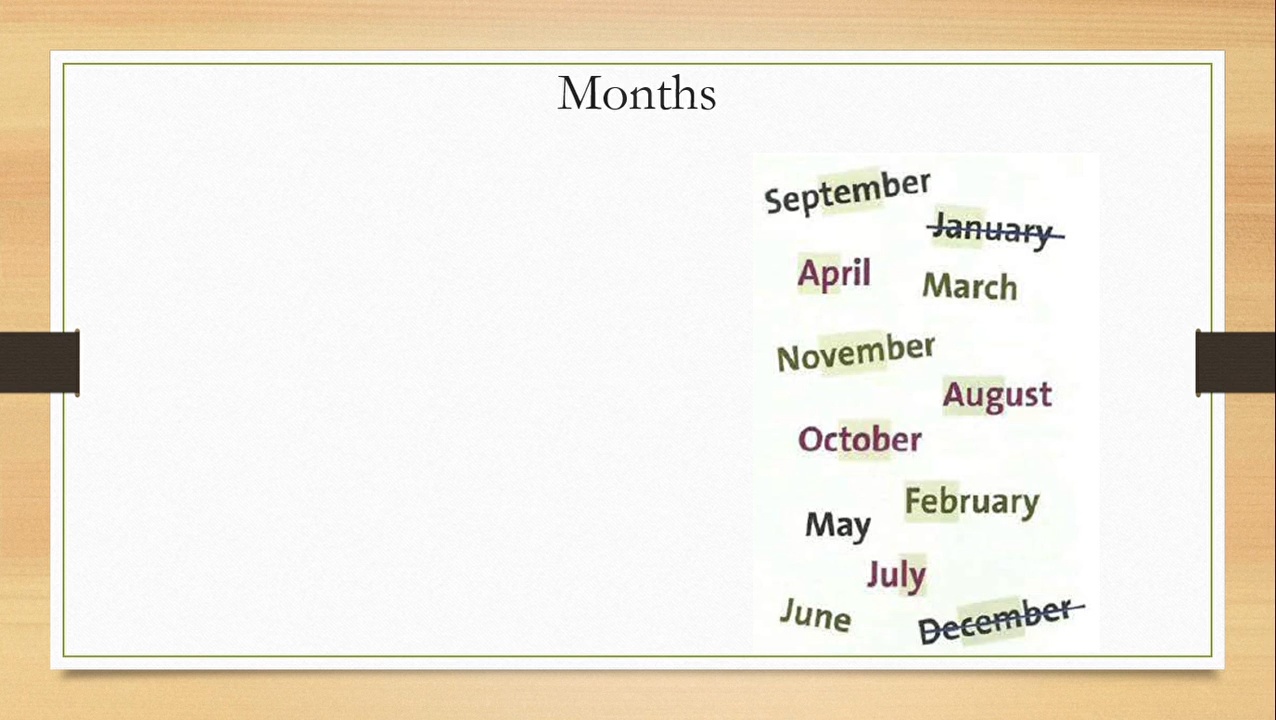 Months
September
January
April
March
November
August
October
February
May
July
June
December